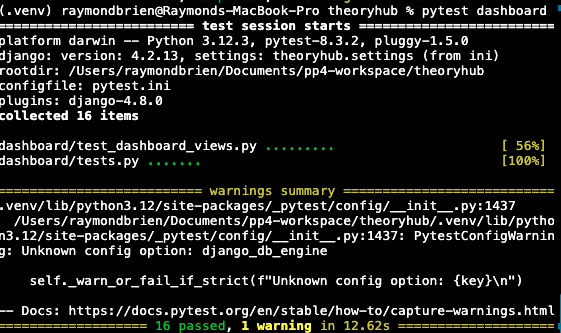 (.venv) raymondbrien@Raymonds-MacBook-Pro theoryhub % pytest dashboard
============================ test session starts =============================
platform darwin -- Python 3.12.3, pytest-8.3.2, pluggy-1.5.0
django: version: 4.2.13, settings: theoryhub.settings (from ini)
rootdir: /Users/raymondbrien/Documents/pp4-workspace/theoryhub
configfile: pytest.ini
plugins: django-4.8.0
collected 16 items
dashboard/test_dashboard_views.py ......... [ 56%]
dashboard/tests.py ....... [100%]
============================= warnings summary ==============================
.venv/lib/python3.12/site-packages/_pytest/config/__init__.py:1437
/Users/raymondbrien/Documents/pp4-workspace/theoryhub/.venv/lib/pytho
n3.12/site-packages/_pytest/config/__init__.py:1437: PytestConfigWarnin
g: Unknown config option: django_db_engine
self._warn_or_fail_if_strict(f"Unknown config option: {key}\n")
-- Docs: https://docs.pytest.org/en/stable/how-to/capture-warnings.html
================== 16 passed, 1 warning in 12.62s ===================